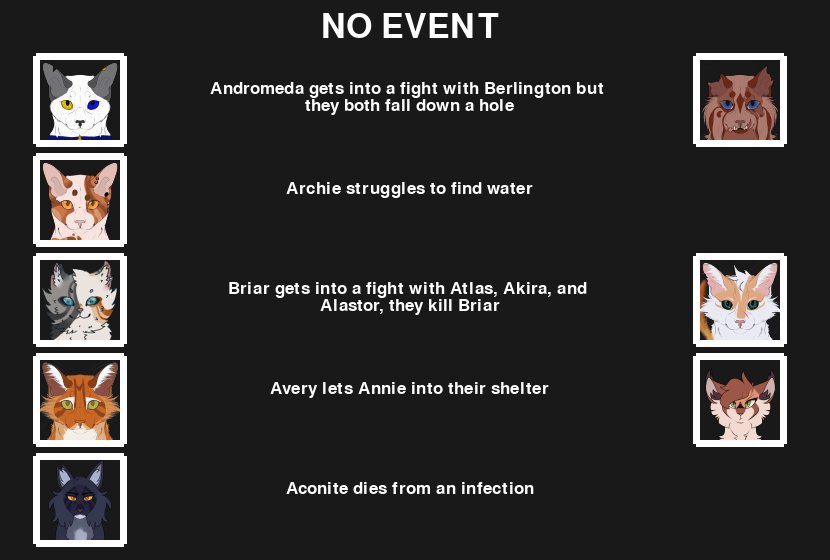 NO EVENT
Andromeda gets into a fight with Berlington but
they both fall down a hole
Archie struggles to find water
Briar gets into a fight with Atlas, Akira, and
Alastor, they kill Briar
Avery lets Annie into their shelter
Aconite dies from an infection